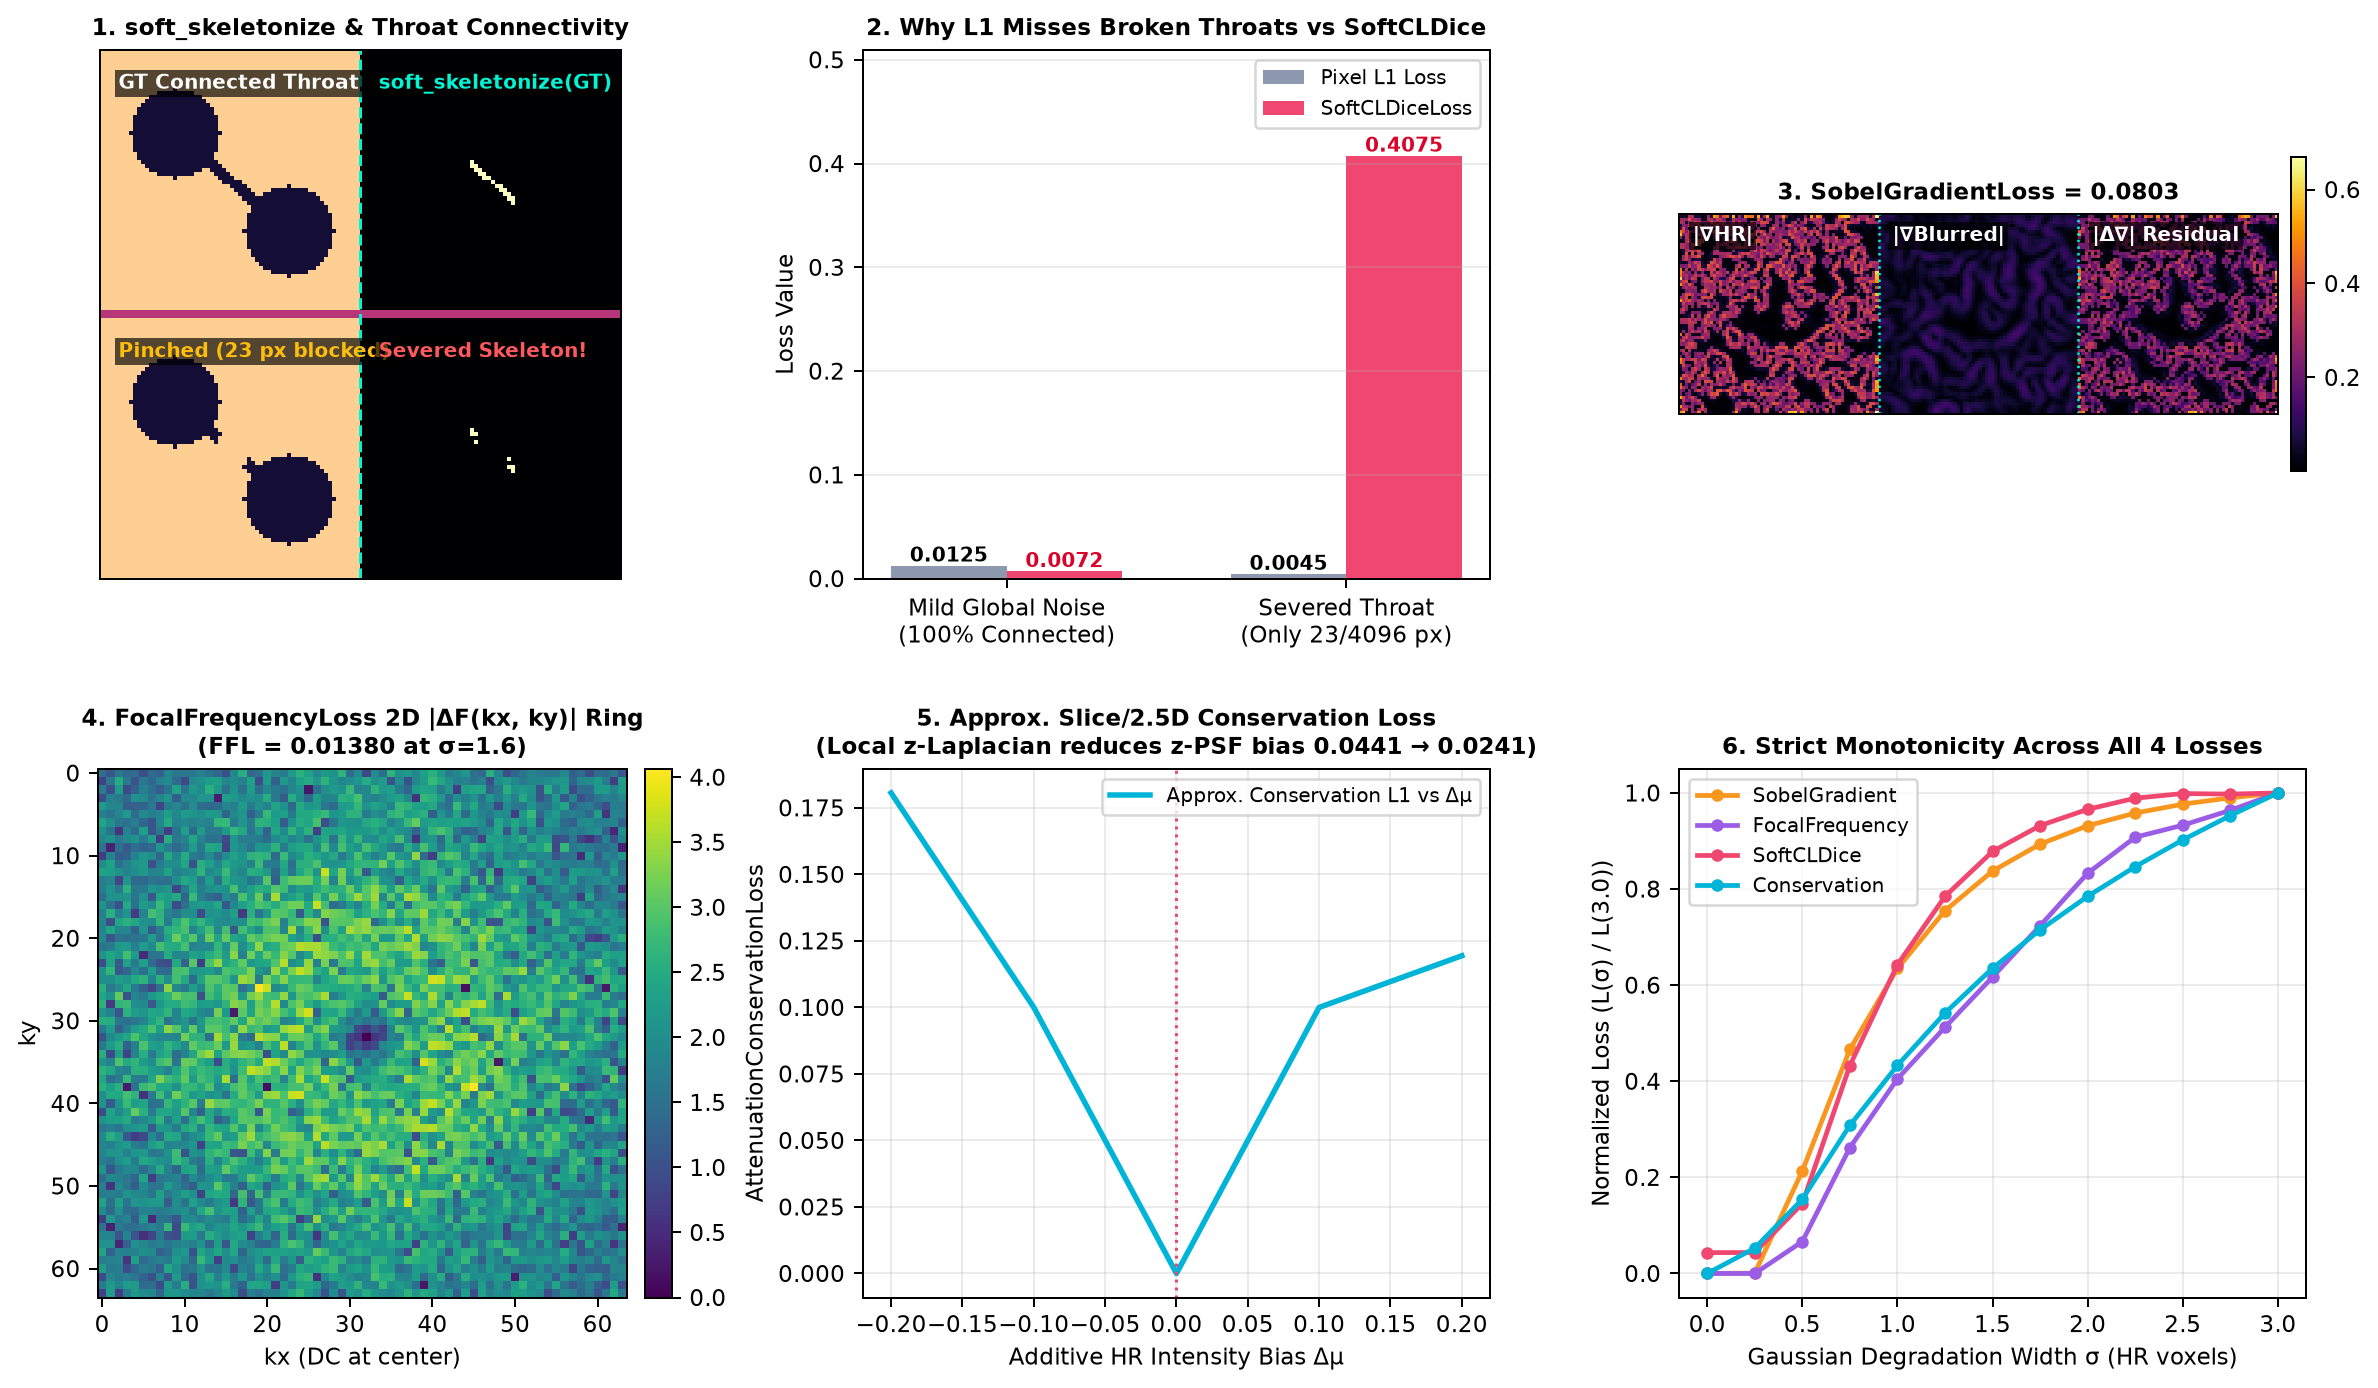 1. soft_skeletonize & Throat Connectivity
GT Connected Throat
soft_skeletonize(GT)
Pinched (23 px blocked)
Severed Skeleton!
2. Why L1 Misses Broken Throats vs SoftCLDice
Pixel L1 Loss
SoftCLDiceLoss
Loss Value
0.5
0.4
0.3
0.2
0.1
0.0
0.0125
0.0072
0.0045
0.4075
Mild Global Noise
(100% Connected)
Severed Throat
(Only 23/4096 px)
3. SobelGradientLoss = 0.0803
|∇HR|
|∇Blurred|
|Δ∇| Residual
0.6
0.4
0.2
4. FocalFrequencyLoss 2D |ΔF(kx, ky)| Ring
(FFL = 0.01380 at σ=1.6)
ky
0
10
20
30
40
50
60
0 10 20 30 40 50 60
kx (DC at center)
4.0
3.5
3.0
2.5
2.0
1.5
1.0
0.5
0.0
5. Approx. Slice/2.5D Conservation Loss
(Local z-Laplacian reduces z-PSF bias 0.0441 → 0.0241)
Approx. Conservation L1 vs Δμ
AttenuationConservationLoss
0.175
0.150
0.125
0.100
0.075
0.050
0.025
0.000
−0.20 −0.15 −0.10 −0.05 0.00 0.05 0.10 0.15 0.20
Additive HR Intensity Bias Δμ
6. Strict Monotonicity Across All 4 Losses
SobelGradient
FocalFrequency
SoftCLDice
Conservation
Normalized Loss (L(σ) / L(3.0))
1.0
0.8
0.6
0.4
0.2
0.0
0.0 0.5 1.0 1.5 2.0 2.5 3.0
Gaussian Degradation Width σ (HR voxels)